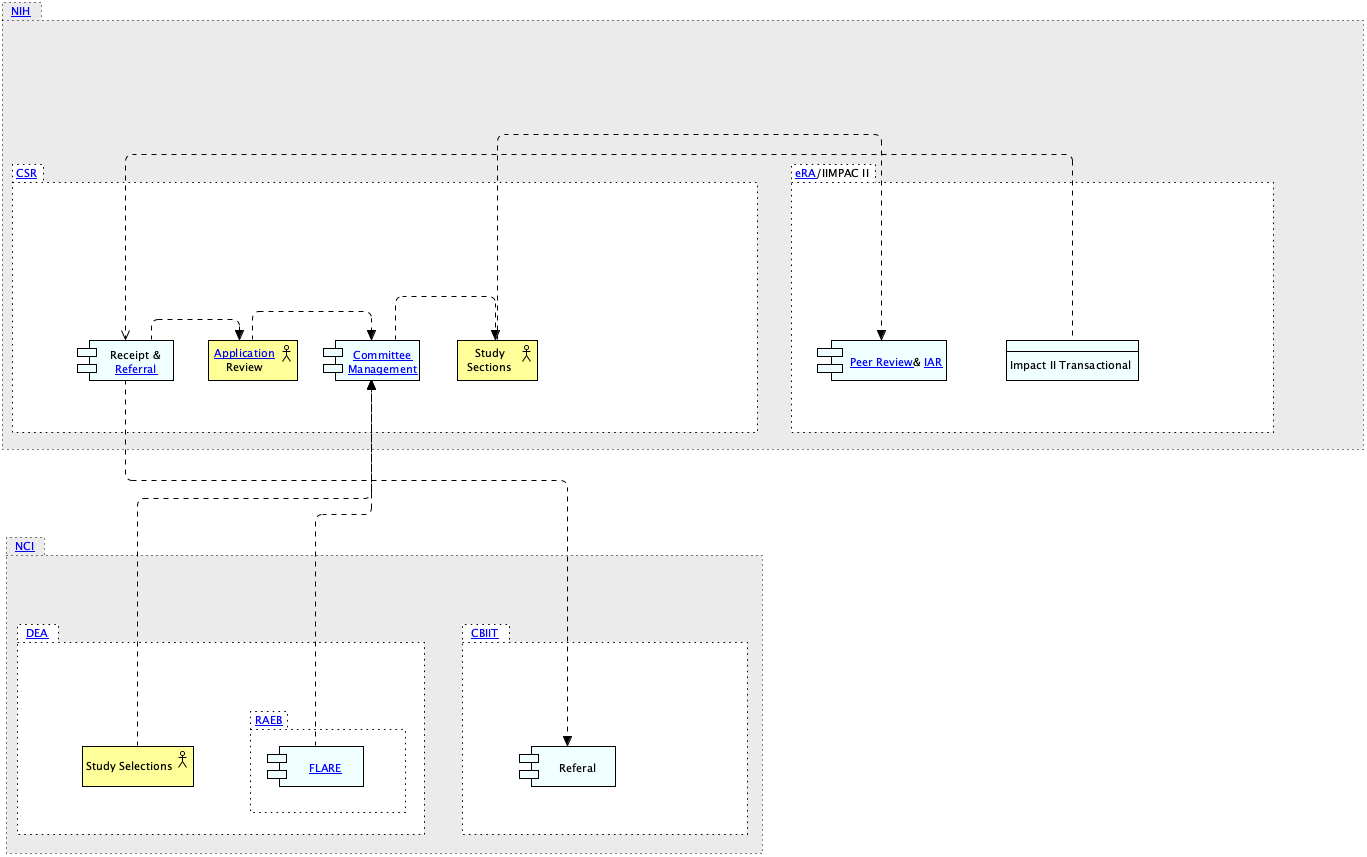 NIH
CSR
eRA/IIMPAC II
Receipt &
Referral
Application
Review
Committee
Management
Study
Sections
Peer Review& IAR
Impact II Transactional
NCI
DEA
CBIIT
RAEB
Study Selections
FLARE
Referal